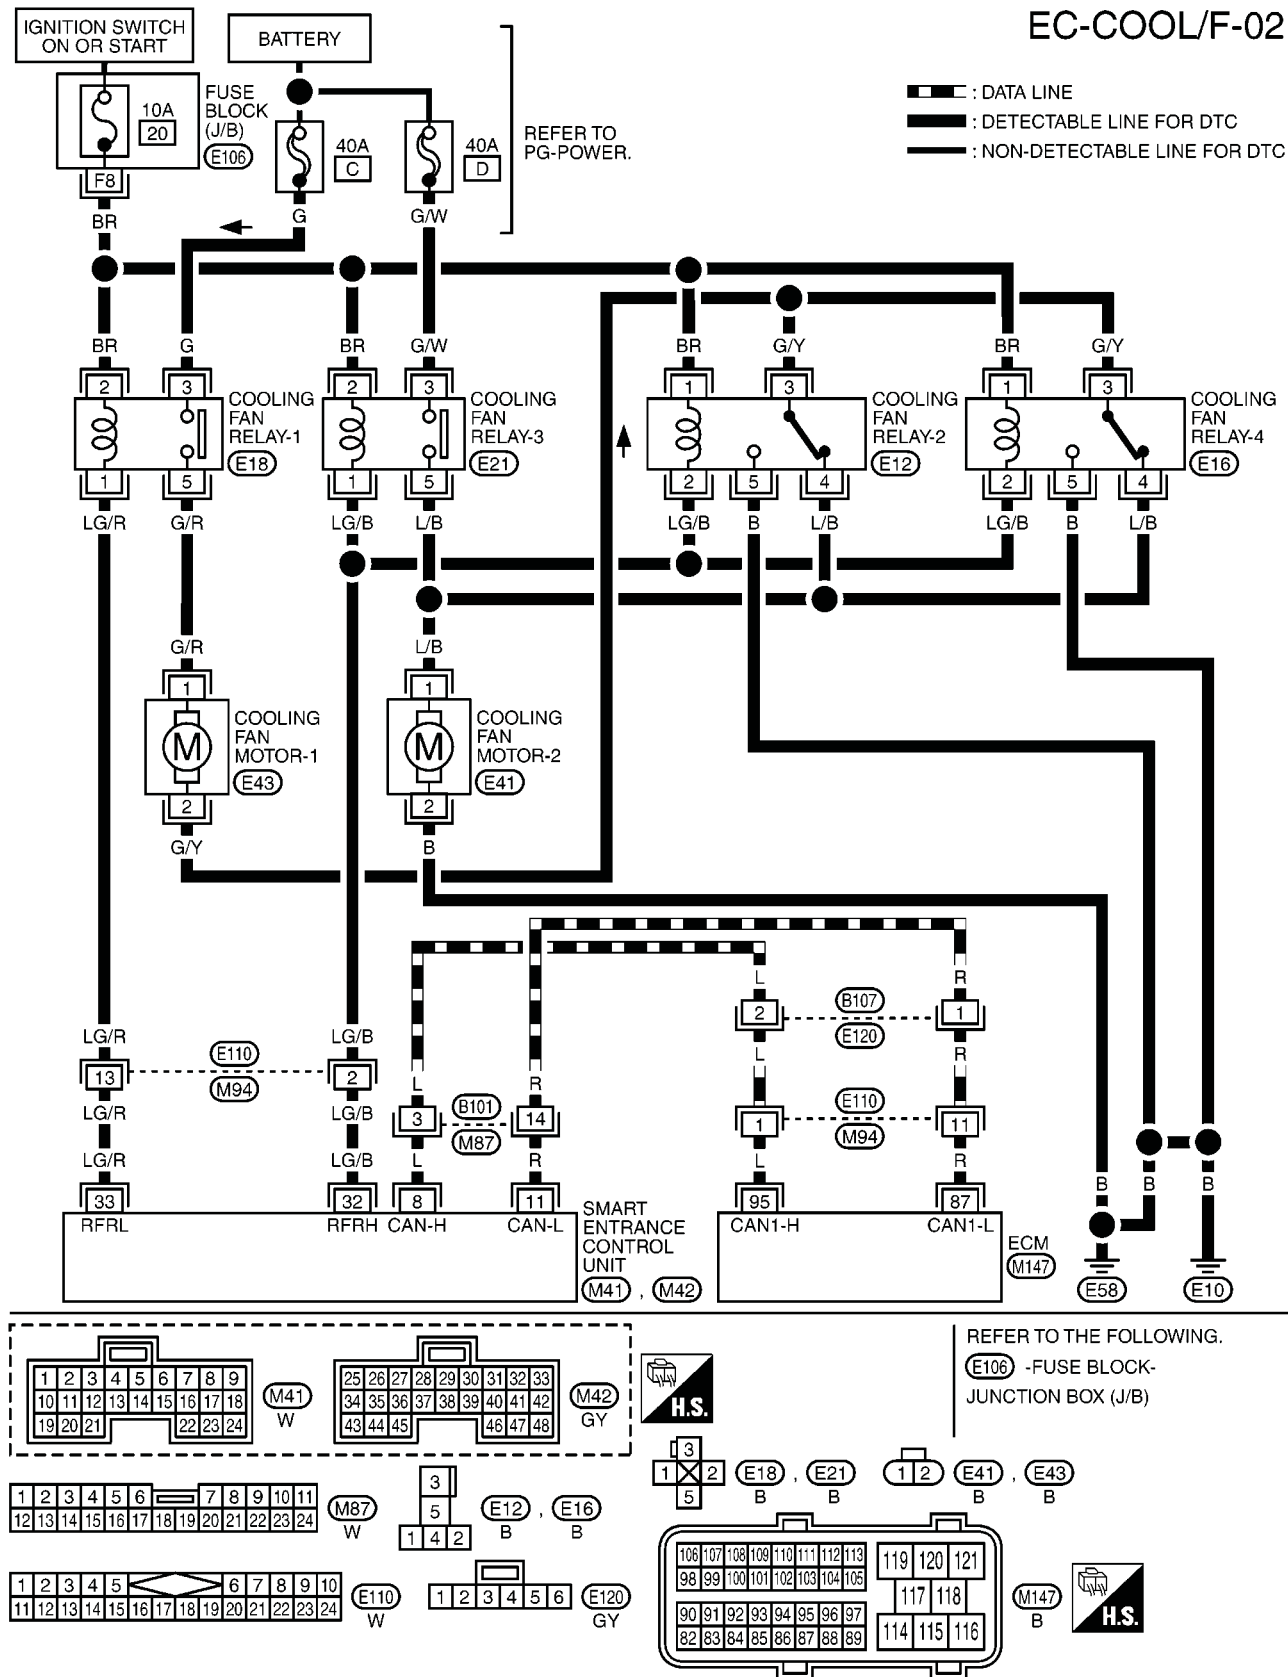 EC-COOL/F-02
IGNITION SWITCH
ON OR START
BATTERY
10A
20
FUSE
BLOCK
(J/B)
E106
F8
40A
C
40A
D
REFER TO
PG-POWER.
: DATA LINE
: DETECTABLE LINE FOR DTC
: NON-DETECTABLE LINE FOR DTC
BR
G
G/W
BR G BR G/W BR G/Y BR G/Y
2 3 2 3 1 3 1 3
COOLING
FAN
RELAY-1
E18
COOLING
FAN
RELAY-3
E21
COOLING
FAN
RELAY-2
E12
COOLING
FAN
RELAY-4
E16
1 5 1 5 2 5 4 2 5 4
LG/R G/R LG/B L/B LG/B B L/B LG/B B L/B
G/R L/B
1 1
M
COOLING
FAN
MOTOR-1
E43
M
COOLING
FAN
MOTOR-2
E41
2 2
G/Y B
L R
2 B107 1
E120
L R
LG/R LG/B
13 E110 2
M94
LG/R LG/B
L R
3 B101 14
M87
1 E110 11
M94
LG/R LG/B L R L R
B B B
33 32 8 11 95 87
RFRL RFRH CAN-H CAN-L
SMART
ENTRANCE
CONTROL
UNIT
M41 , M42
CAN1-H CAN1-L
ECM
M147
E58 E10
1 2 3 4 5 6 7 8 9
10 11 12 13 14 15 16 17 18
19 20 21 22 23 24
M41
W
25 26 27 28 29 30 31 32 33
34 35 36 37 38 39 40 41 42
43 44 45 46 47 48
M42
GY
H.S.
REFER TO THE FOLLOWING.
E106 -FUSE BLOCK-
JUNCTION BOX (J/B)
1 2 3 4 5 6 7 8 9 10 11
12 13 14 15 16 17 18 19 20 21 22 23 24
M87
W
3
5
1 4 2
E12 , E16
B B
3
1 2
5
E18 , E21
B B
1 2
E41 , E43
B B
1 2 3 4 5 6 7 8 9 10
11 12 13 14 15 16 17 18 19 20 21 22 23 24
E110
W
1 2 3 4 5 6
E120
GY
106 107 108 109 110 111 112 113
98 99 100 101 102 103 104 105
90 91 92 93 94 95 96 97
82 83 84 85 86 87 88 89
119 120 121
117 118
114 115 116
M147
B
H.S.